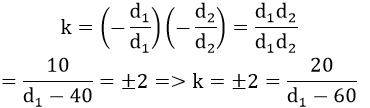 k = (-d₁/d₁)(-d₂/d₂) = d₁d₂/d₁d₂
= 10/(d₁ - 40) = ±2 => k = ±2 = 20/(d₁ - 60)